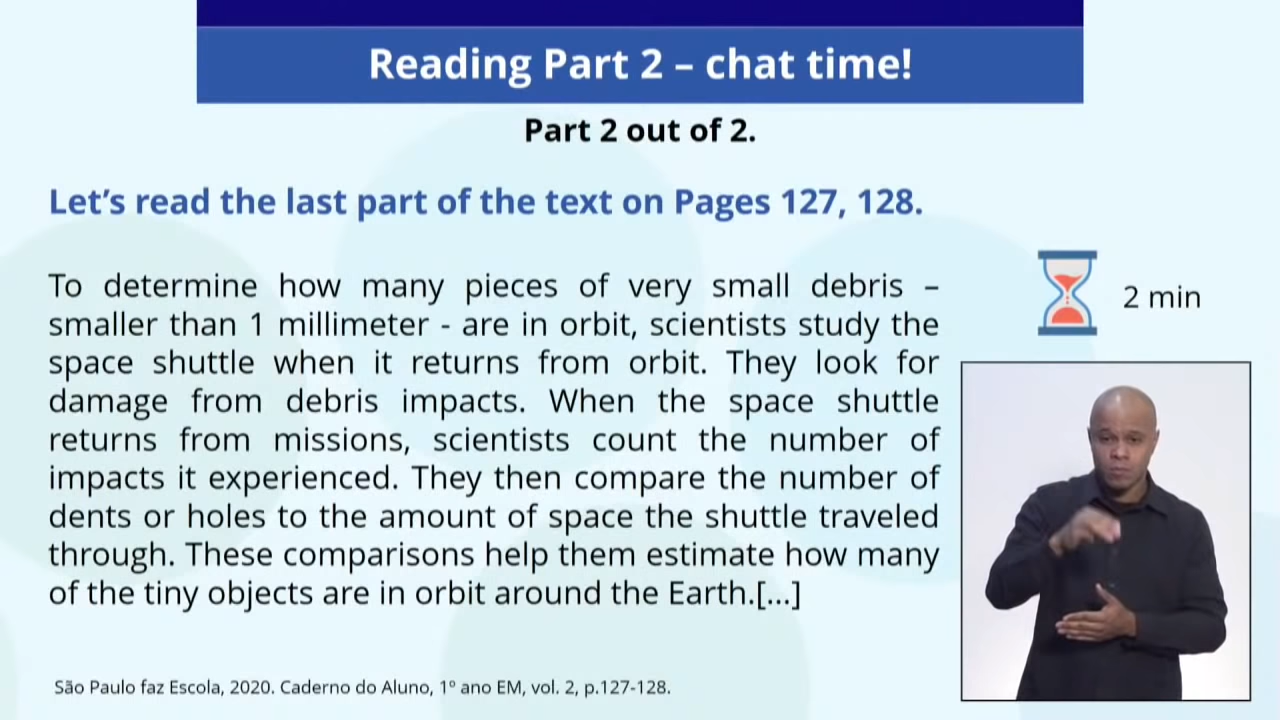 Reading Part 2 – chat time!
Part 2 out of 2.
Let's read the last part of the text on Pages 127, 128.
To determine how many pieces of very small debris –
smaller than 1 millimeter - are in orbit, scientists study the
space shuttle when it returns from orbit. They look for
damage from debris impacts. When the space shuttle
returns from missions, scientists count the number of
impacts it experienced. They then compare the number of
dents or holes to the amount of space the shuttle traveled
through. These comparisons help them estimate how many
of the tiny objects are in orbit around the Earth.[...]
2 min
São Paulo faz Escola, 2020. Caderno do Aluno, 1º ano EM, vol. 2, p.127-128.